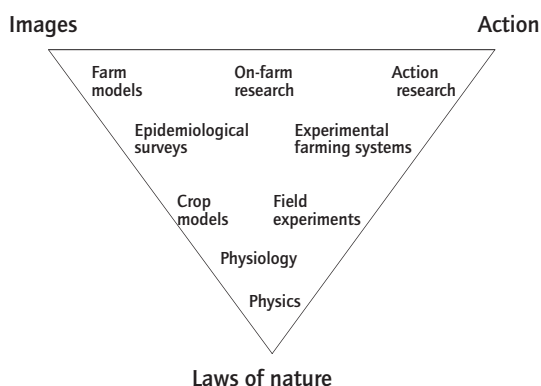 Images
Action
Farm
models
On-farm
research
Action
research
Epidemiological
surveys
Experimental
farming systems
Crop
models
Field
experiments
Physiology
Physics
Laws of nature